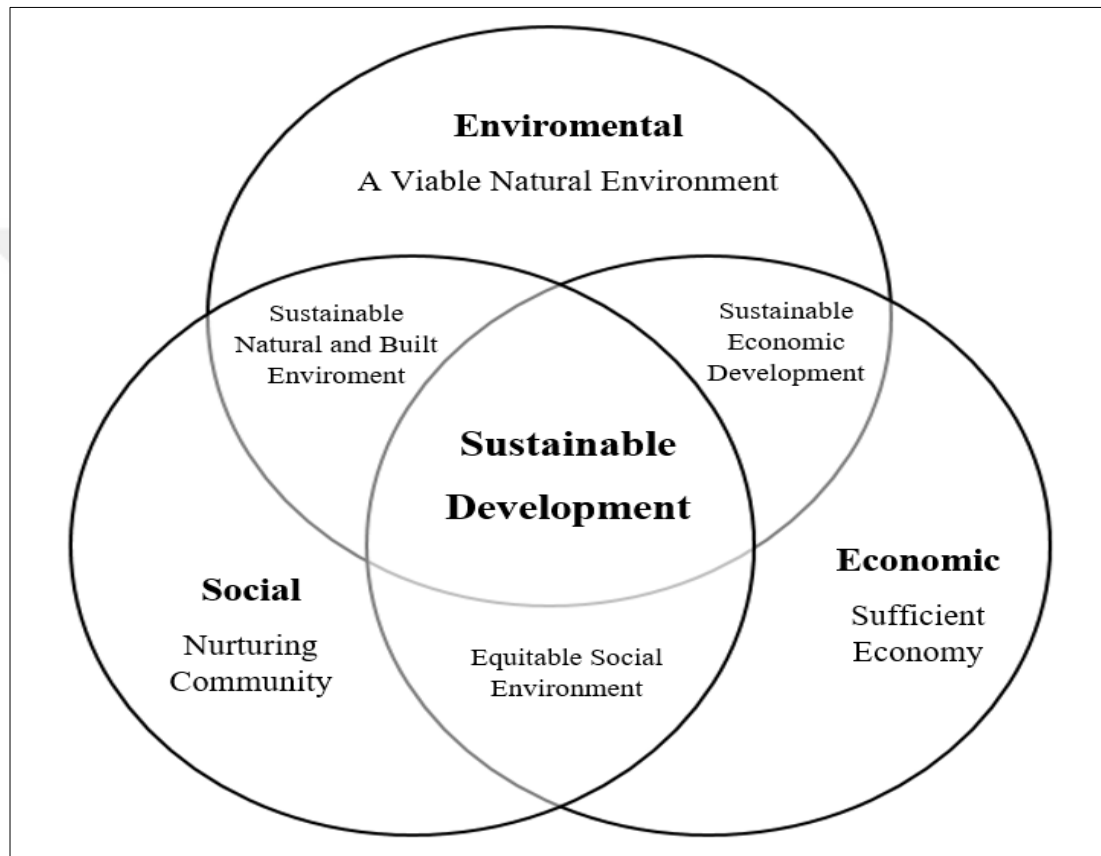 Enviromental
A Viable Natural Environment
Sustainable
Natural and Built
Enviroment
Sustainable
Economic
Development
Sustainable
Development
Social
Nurturing
Community
Economic
Sufficient
Economy
Equitable Social
Environment